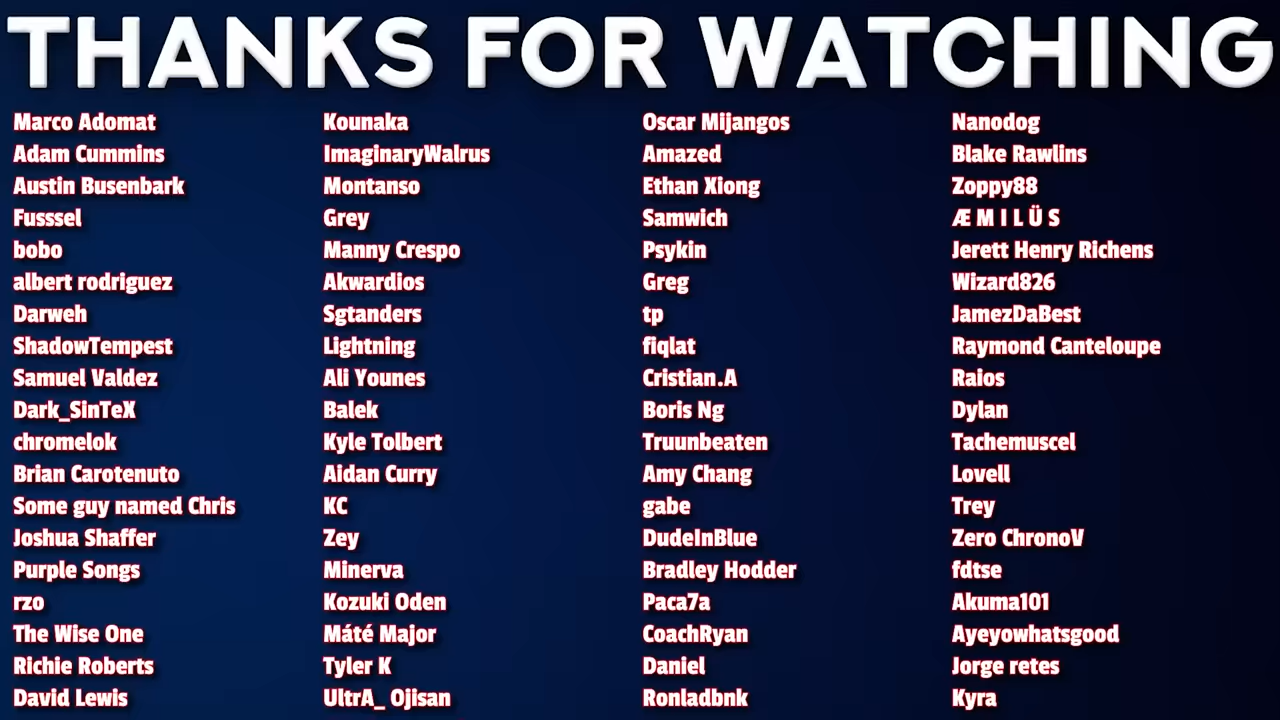 THANKS FOR WATCHING
Marco Adomat
Adam Cummins
Austin Busenbark
Fusssel
bobo
albert rodriguez
Darweh
ShadowTempest
Samuel Valdez
Dark_SinTeX
chromelok
Brian Carotenuto
Some guy named Chris
Joshua Shaffer
Purple Songs
rzo
The Wise One
Richie Roberts
David Lewis
Kounaka
ImaginaryWalrus
Montanso
Grey
Manny Crespo
Akwardios
Sgtanders
Lightning
Ali Younes
Balek
Kyle Tolbert
Aidan Curry
KC
Zey
Minerva
Kozuki Oden
Máté Major
Tyler K
UltrA_ Ojisan
Oscar Mijangos
Amazed
Ethan Xiong
Samwich
Psykin
Greg
tp
fiqlat
Cristian.A
Boris Ng
Truunbeaten
Amy Chang
gabe
DudeInBlue
Bradley Hodder
Paca7a
CoachRyan
Daniel
Ronladbnk
Nanodog
Blake Rawlins
Zoppy88
Æ M I L Ü S
Jerett Henry Richens
Wizard826
JamezDaBest
Raymond Canteloupe
Raios
Dylan
Tachemuscel
Lovell
Trey
Zero ChronoV
fdtse
Akuma101
Ayeyowhatsgood
Jorge retes
Kyra